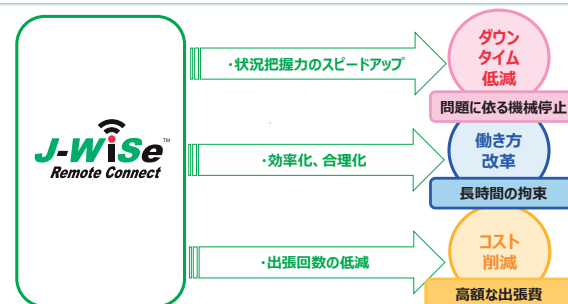 J-WiSe™
Remote Connect
・状況把握力のスピードアップ
ダウン
タイム
低減
問題に依る機械停止
・効率化、合理化
働き方
改革
長時間の拘束
・出張回数の低減
コスト
削減
高額な出張費